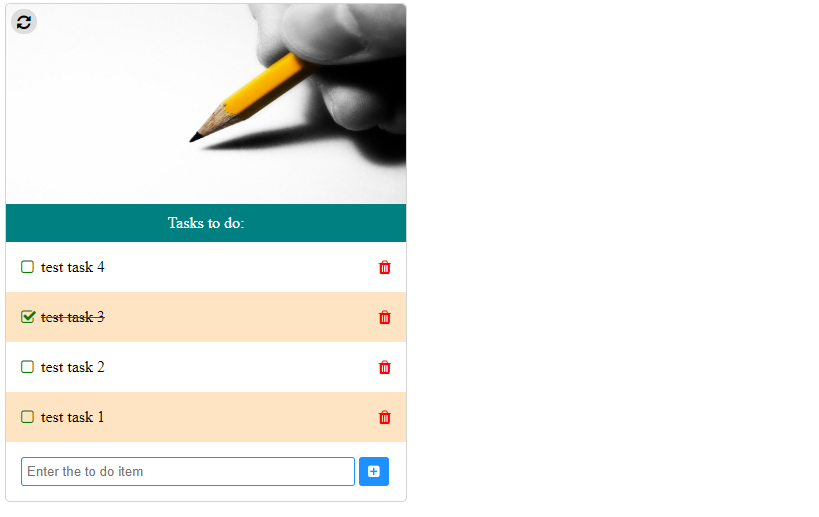 Tasks to do:
test task 4
test task 3
test task 2
test task 1
Enter the to do item